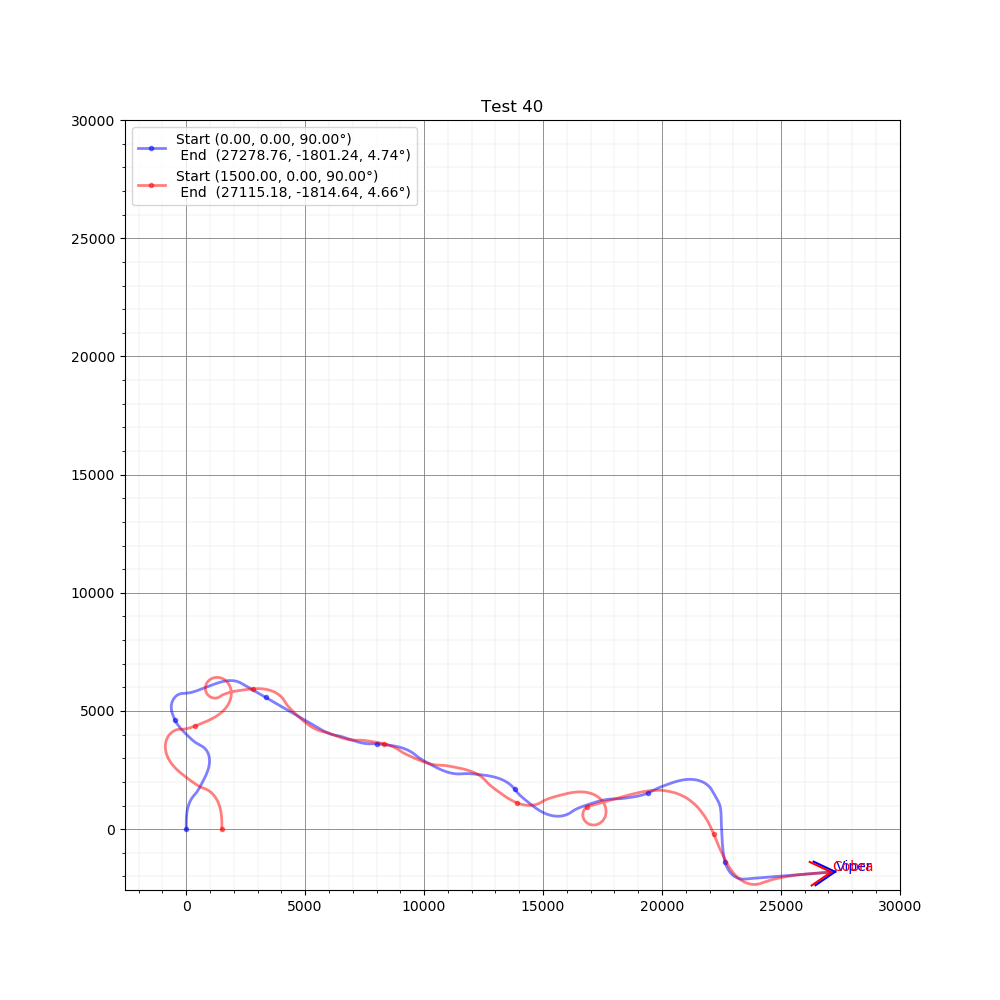 Test 40
30000
25000
20000
15000
10000
5000
0
Start (0.00, 0.00, 90.00°)
End  (27278.76, -1801.24, 4.74°)
Start (1500.00, 0.00, 90.00°)
End  (27115.18, -1814.64, 4.66°)
Viper
Cobra
0
5000
10000
15000
20000
25000
30000